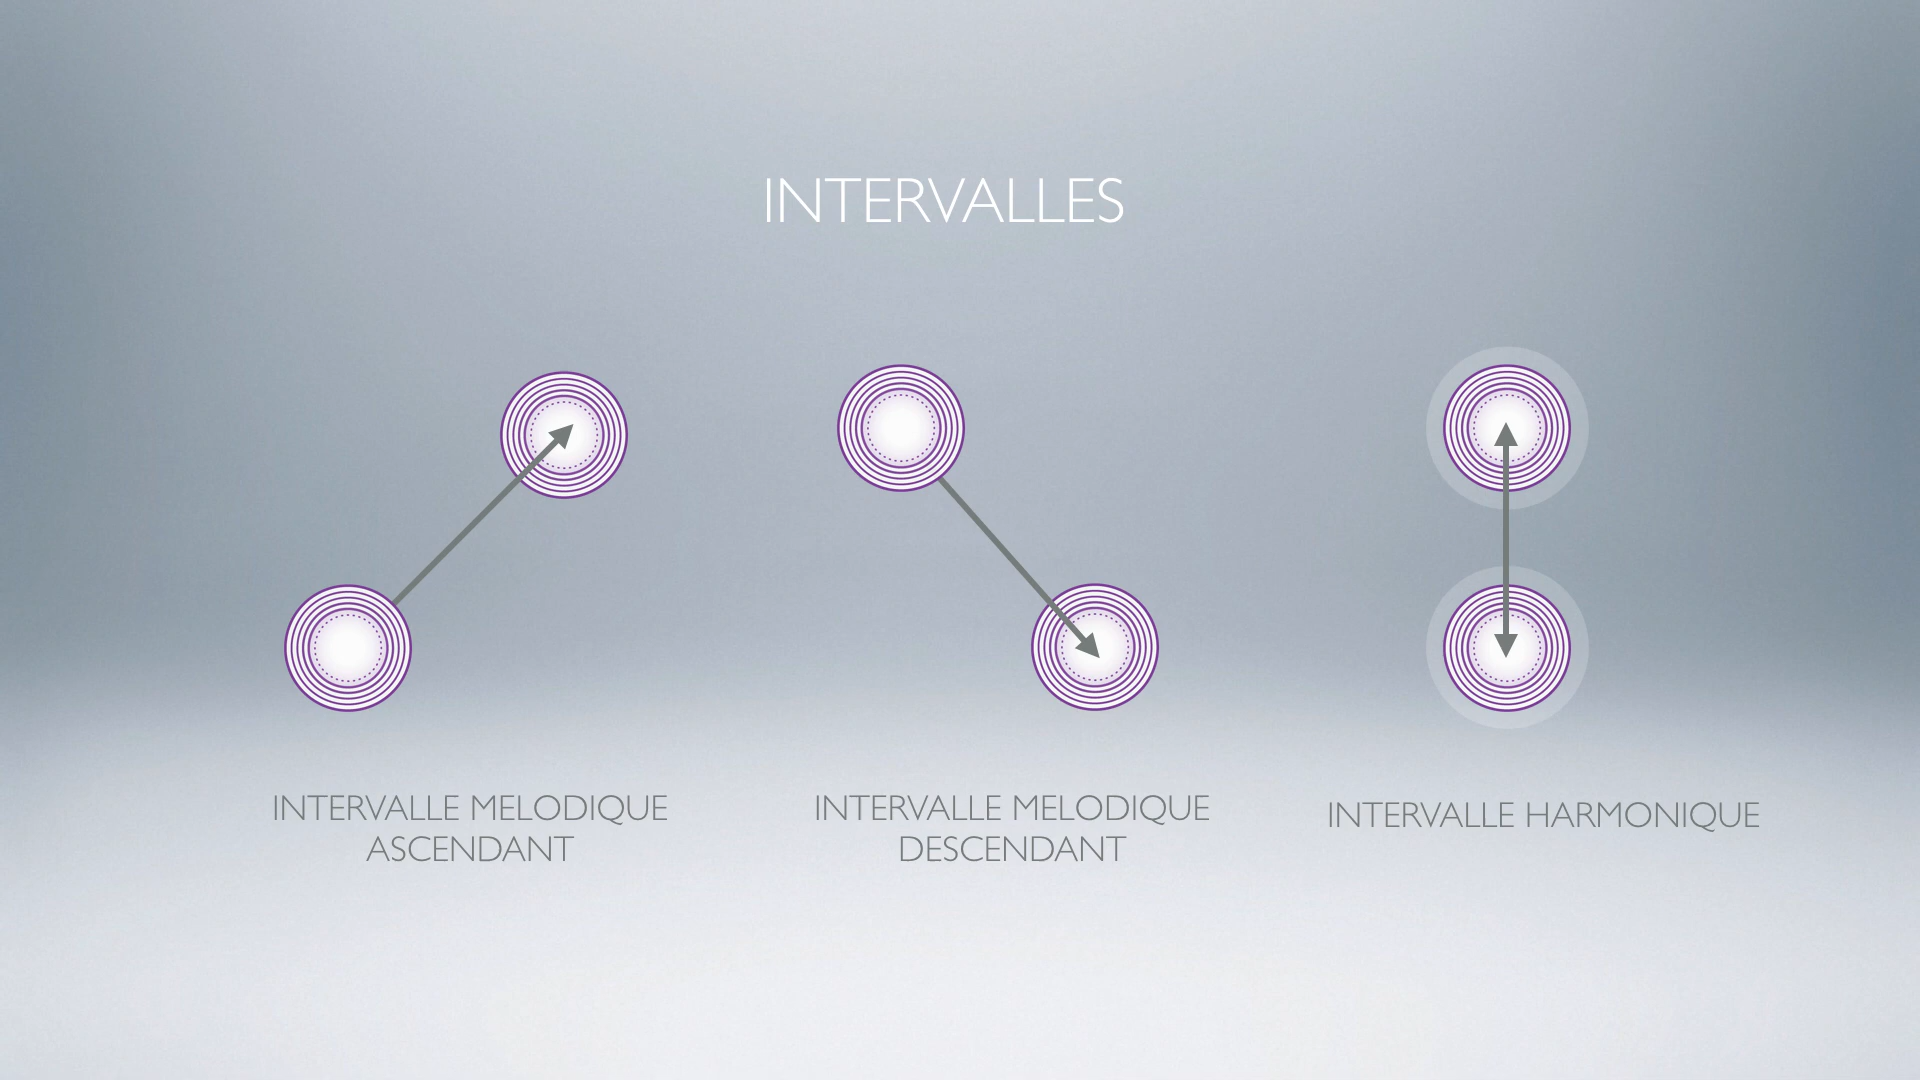 INTERVALLES
INTERVALLE MELODIQUE
ASCENDANT
INTERVALLE MELODIQUE
DESCENDANT
INTERVALLE HARMONIQUE